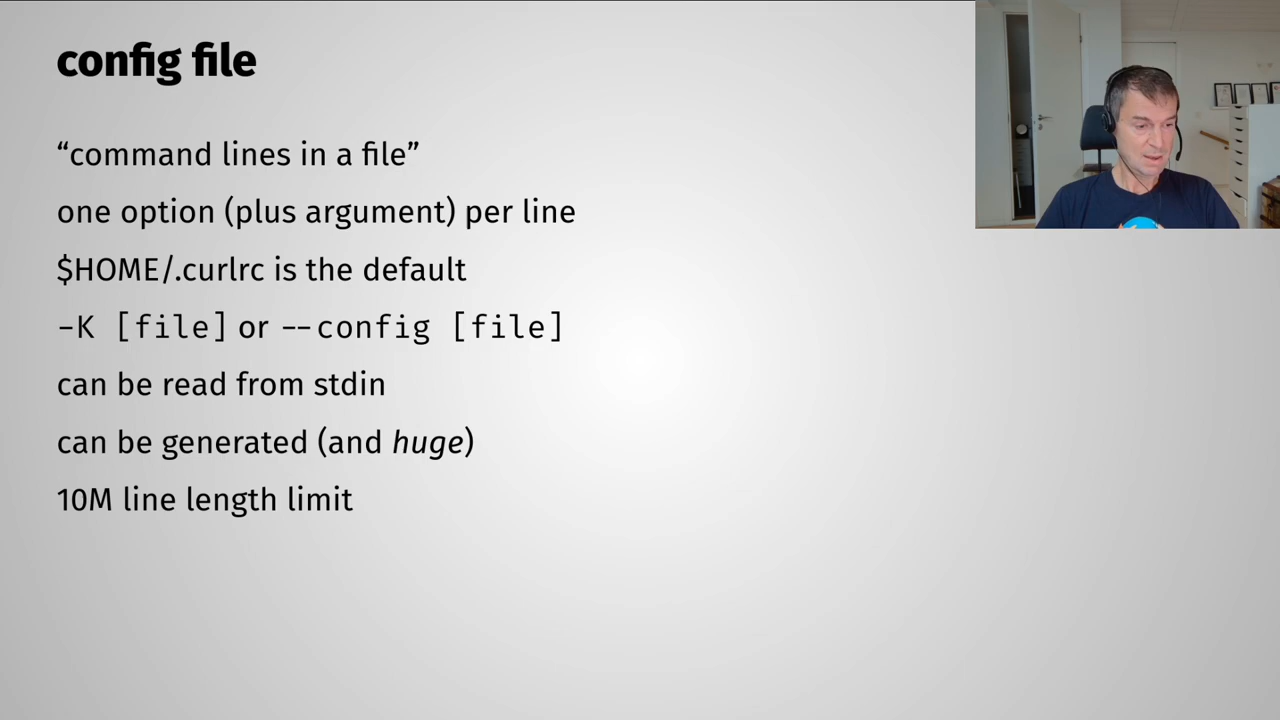 config file
“command lines in a file”
one option (plus argument) per line
$HOME/.curlrc is the default
-K [file] or --config [file]
can be read from stdin
can be generated (and huge)
10M line length limit